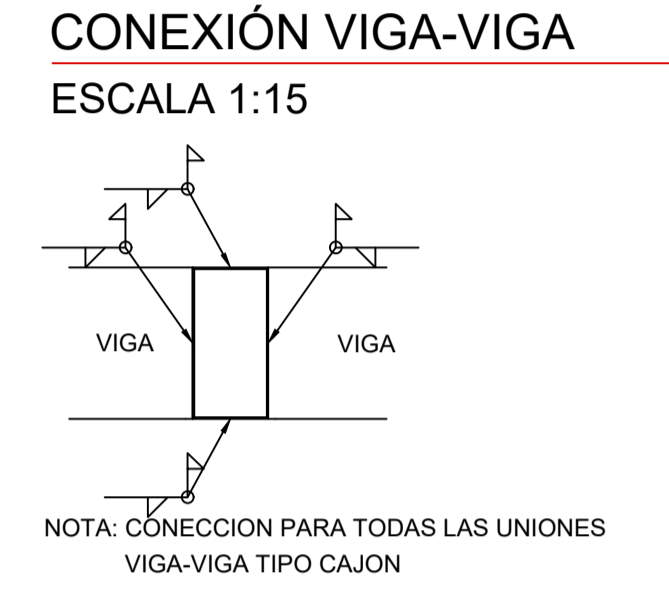 CONEXIÓN VIGA-VIGA
ESCALA 1:15
VIGA
VIGA
NOTA: CONECCION PARA TODAS LAS UNIONES
VIGA-VIGA TIPO CAJON